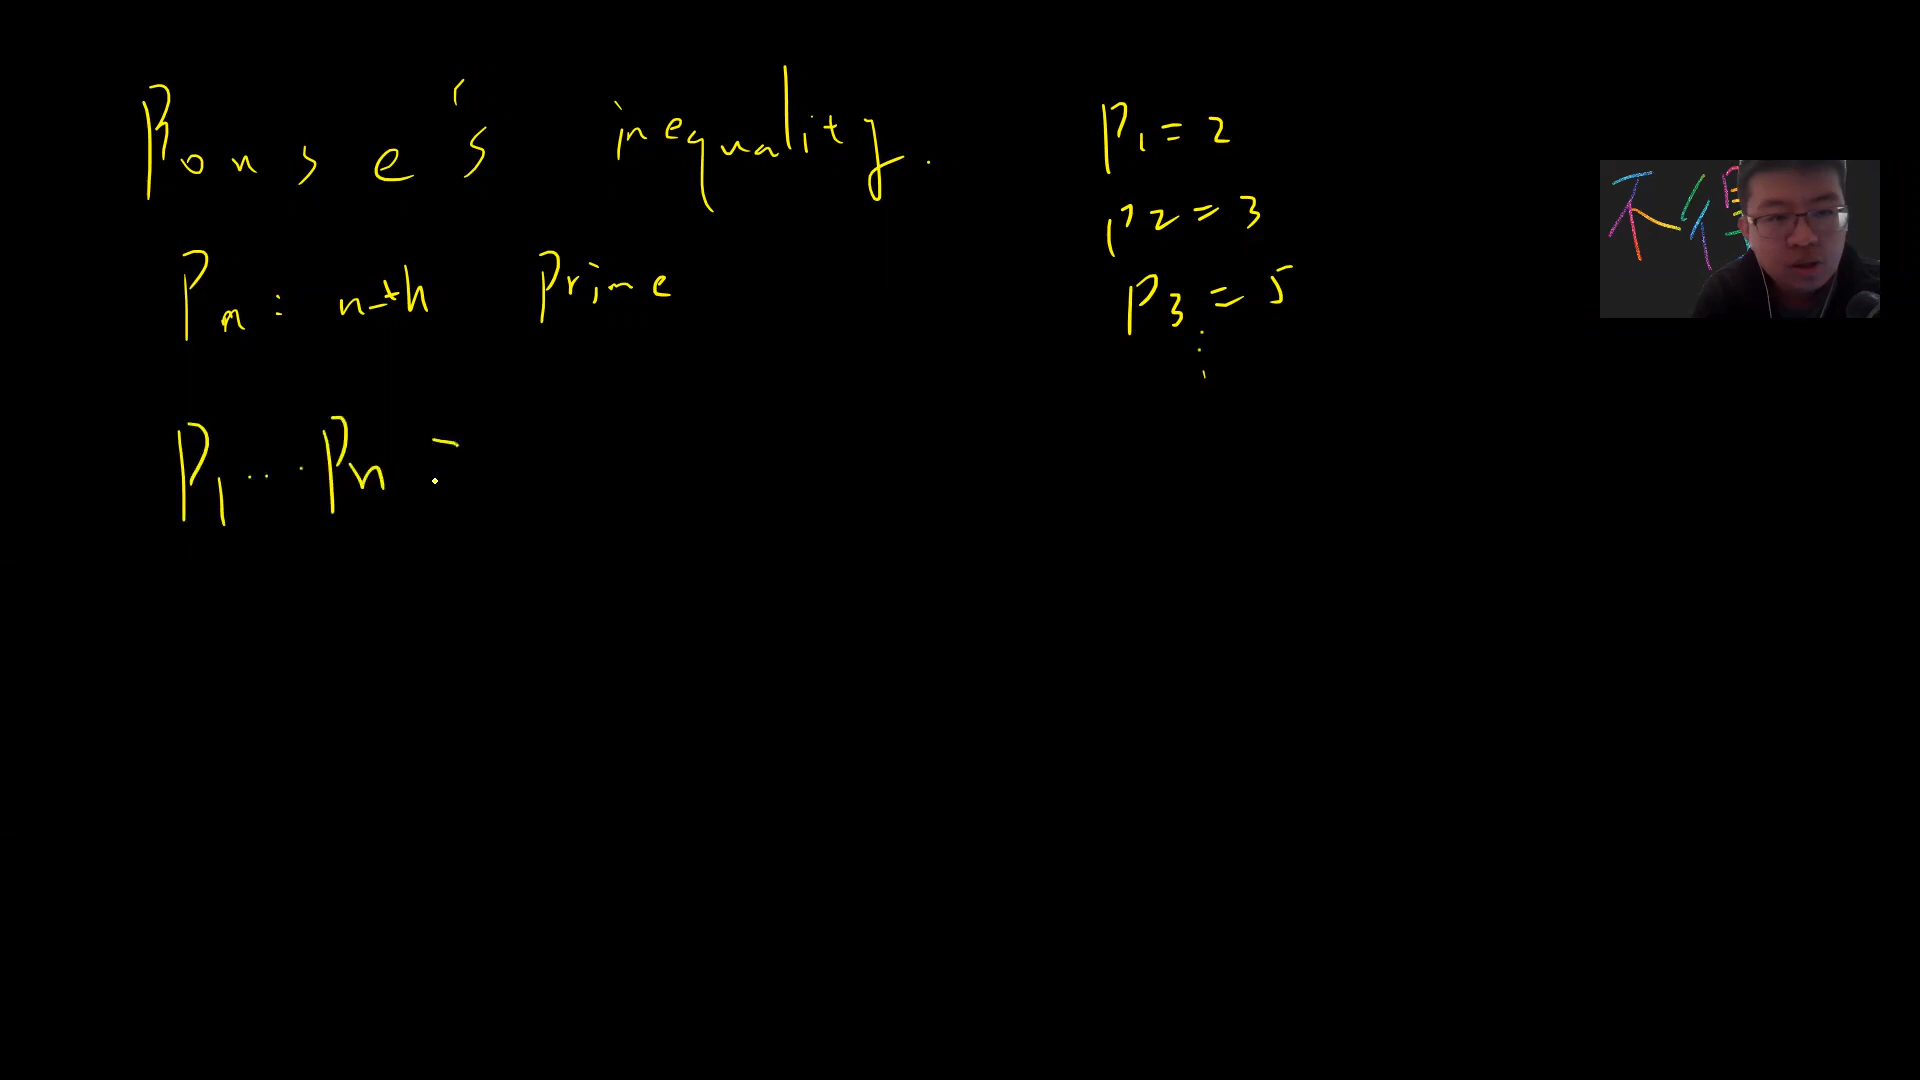 Bonse's inequality.
Pn: n-th prime
P1 = 2
P2 = 3
P3 = 5
⋮
P1 ... Pn